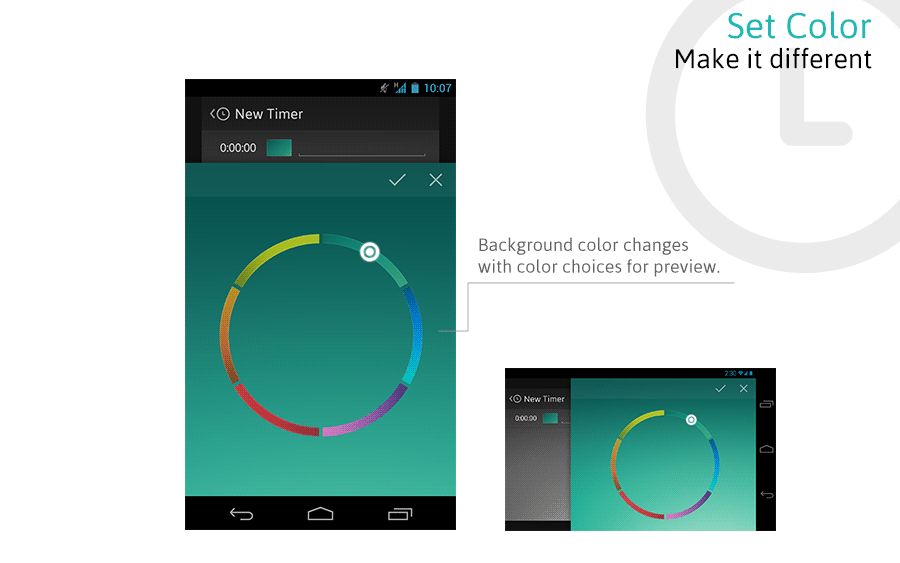 Set Color
Make it different
10:07
New Timer
0:00:00
Background color changes
with color choices for preview.
2:30
New Timer
0:00:00